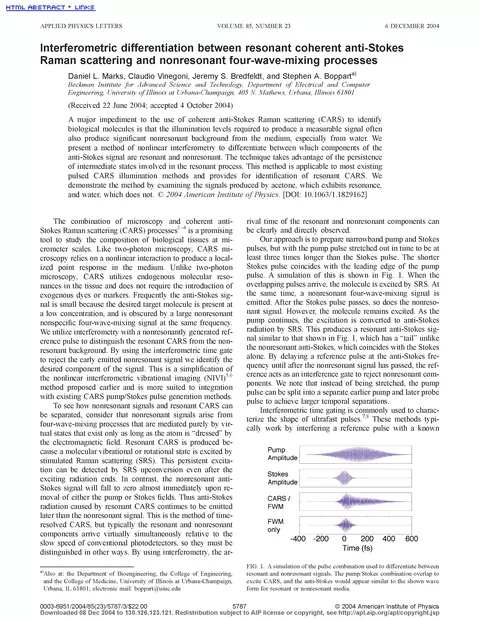 HTML ABSTRACT + LINKS
APPLIED PHYSICS LETTERS VOLUME 85, NUMBER 23 6 DECEMBER 2004
Interferometric differentiation between resonant coherent anti-Stokes
Raman scattering and nonresonant four-wave-mixing processes
Daniel L. Marks, Claudio Vinegoni, Jeremy S. Bredfeldt, and Stephen A. Boppart a)
Beckman Institute for Advanced Science and Technology, Department of Electrical and Computer
Engineering, University of Illinois at Urbana-Champaign, 405 N. Mathews, Urbana, Illinois 61801
(Received 22 June 2004; accepted 4 October 2004)
A major impediment to the use of coherent anti-Stokes Raman scattering (CARS) to identify
biological molecules is that the illumination levels required to produce a measurable signal often
also produce significant nonresonant background from the medium, especially from water. We
present a method of nonlinear interferometry to differentiate between which components of the
anti-Stokes signal are resonant and nonresonant. The technique takes advantage of the persistence
of intermediate states involved in the resonant process. This method is applicable to most existing
pulsed CARS illumination methods and provides for identification of resonant CARS. We
demonstrate the method by examining the signals produced by acetone, which exhibits resonance,
and water, which does not. © 2004 American Institute of Physics. [DOI: 10.1063/1.1829162]
The combination of microscopy and coherent anti-
Stokes Raman scattering (CARS) processes1–4 is a promising
tool to study the composition of biological tissues at mi-
crometer scales. Like two-photon microscopy, CARS mi-
croscopy relies on a nonlinear interaction to produce a local-
ized point response in the medium. Unlike two-photon
microscopy, CARS utilizes endogenous molecular reso-
nances in the tissue and does not require the introduction of
exogenous dyes or markers. Frequently the anti-Stokes sig-
nal is small because the desired target molecule is present at
a low concentration, and is obscured by a large nonresonant
nonspecific four-wave-mixing signal at the same frequency.
We utilize interferometry with a nonresonantly generated ref-
erence pulse to distinguish the resonant CARS from the non-
resonant background. By using the interferometric time gate
to reject the early emitted nonresonant signal we identify the
desired component of the signal. This is a simplification of
the nonlinear interferometric vibrational imaging (NIVI)5,6
method proposed earlier and is more suited to integration
with existing CARS pump/Stokes pulse generation methods.
To see how resonant signals and resonant CARS can
be separated, consider that nonresonant signals arise from
four-wave-mixing processes that are mediated purely by vir-
tual states that exist only as long as the atom is “dressed” by
the electromagnetic field. Resonant CARS is produced be-
cause a molecular vibrational or rotational state is excited by
stimulated Raman scattering (SRS). This persistent excita-
tion can be detected by SRS upconversion even after the
exciting radiation ends. In contrast, the nonresonant anti-
Stokes signal will fall to zero almost immediately upon re-
moval of either the pump or Stokes fields. Thus anti-Stokes
radiation caused by resonant CARS continues to be emitted
later than the nonresonant signal. This is the method of time-
resolved CARS, but typically the resonant and nonresonant
components arrive virtually simultaneously relative to the
slow speed of conventional photodetectors, so they must be
distinguished in other ways. By using interferometry, the ar-
a)Also at: the Department of Bioengineering, the College of Engineering,
and the College of Medicine, University of Illinois at Urbana-Champaign,
Urbana, IL 61801; electronic mail: boppart@uiuc.edu
rival time of the resonant and nonresonant components can
be clearly and directly observed.
Our approach is to prepare narrowband pump and Stokes
pulses, but with the pump pulse stretched out in time to be at
least three times longer than the Stokes pulse. The shorter
Stokes pulse coincides with the leading edge of the pump
pulse. A simulation of this is shown in Fig. 1. When the
overlapping pulses arrive, the molecule is excited by SRS. At
the same time, a nonresonant four-wave-mixing signal is
emitted. After the Stokes pulse passes, so does the nonreso-
nant signal. However, the molecule remains excited. As the
pump continues, the excitation is converted to anti-Stokes
radiation by SRS. This produces a resonant anti-Stokes sig-
nal similar to that shown in Fig. 1, which has a “tail” unlike
the nonresonant anti-Stokes, which coincides with the Stokes
alone. By delaying a reference pulse at the anti-Stokes fre-
quency until after the nonresonant signal has passed, the ref-
erence acts as an interference gate to reject nonresonant com-
ponents. We note that instead of being stretched, the pump
pulse can be split into a separate earlier pump and later probe
pulse to achieve larger temporal separations.
Interferometric time gating is commonly used to charac-
terize the shape of ultrafast pulses.7,8 These methods typi-
cally work by interfering a reference pulse with a known
Pump
Amplitude
Stokes
Amplitude
CARS /
FWM
FWM
only
-400 -200 0 200 400 600
Time (fs)
FIG. 1. A simulation of the pulse combination used to differentiate between
resonant and nonresonant signals. The pump/Stokes combination overlap to
excite CARS, and the anti-Stokes would appear similar to the shown wave
form for resonant or nonresonant media.
0003-6951/2004/85(23)/5787/3/$22.00 5787 © 2004 American Institute of Physics
Downloaded 08 Dec 2004 to 130.126.123.121. Redistribution subject to AIP license or copyright, see http://apl.aip.org/apl/copyright.jsp